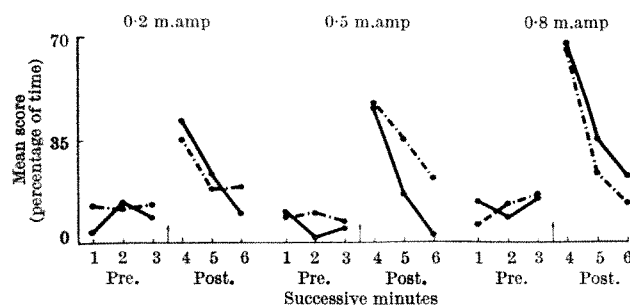 0·2 m.amp 0·5 m.amp 0·8 m.amp
70
35
0
Mean score
(percentage of time)
1 2 3 4 5 6 1 2 3 4 5 6 1 2 3 4 5 6
Pre. Post. Pre. Post. Pre. Post.
Successive minutes